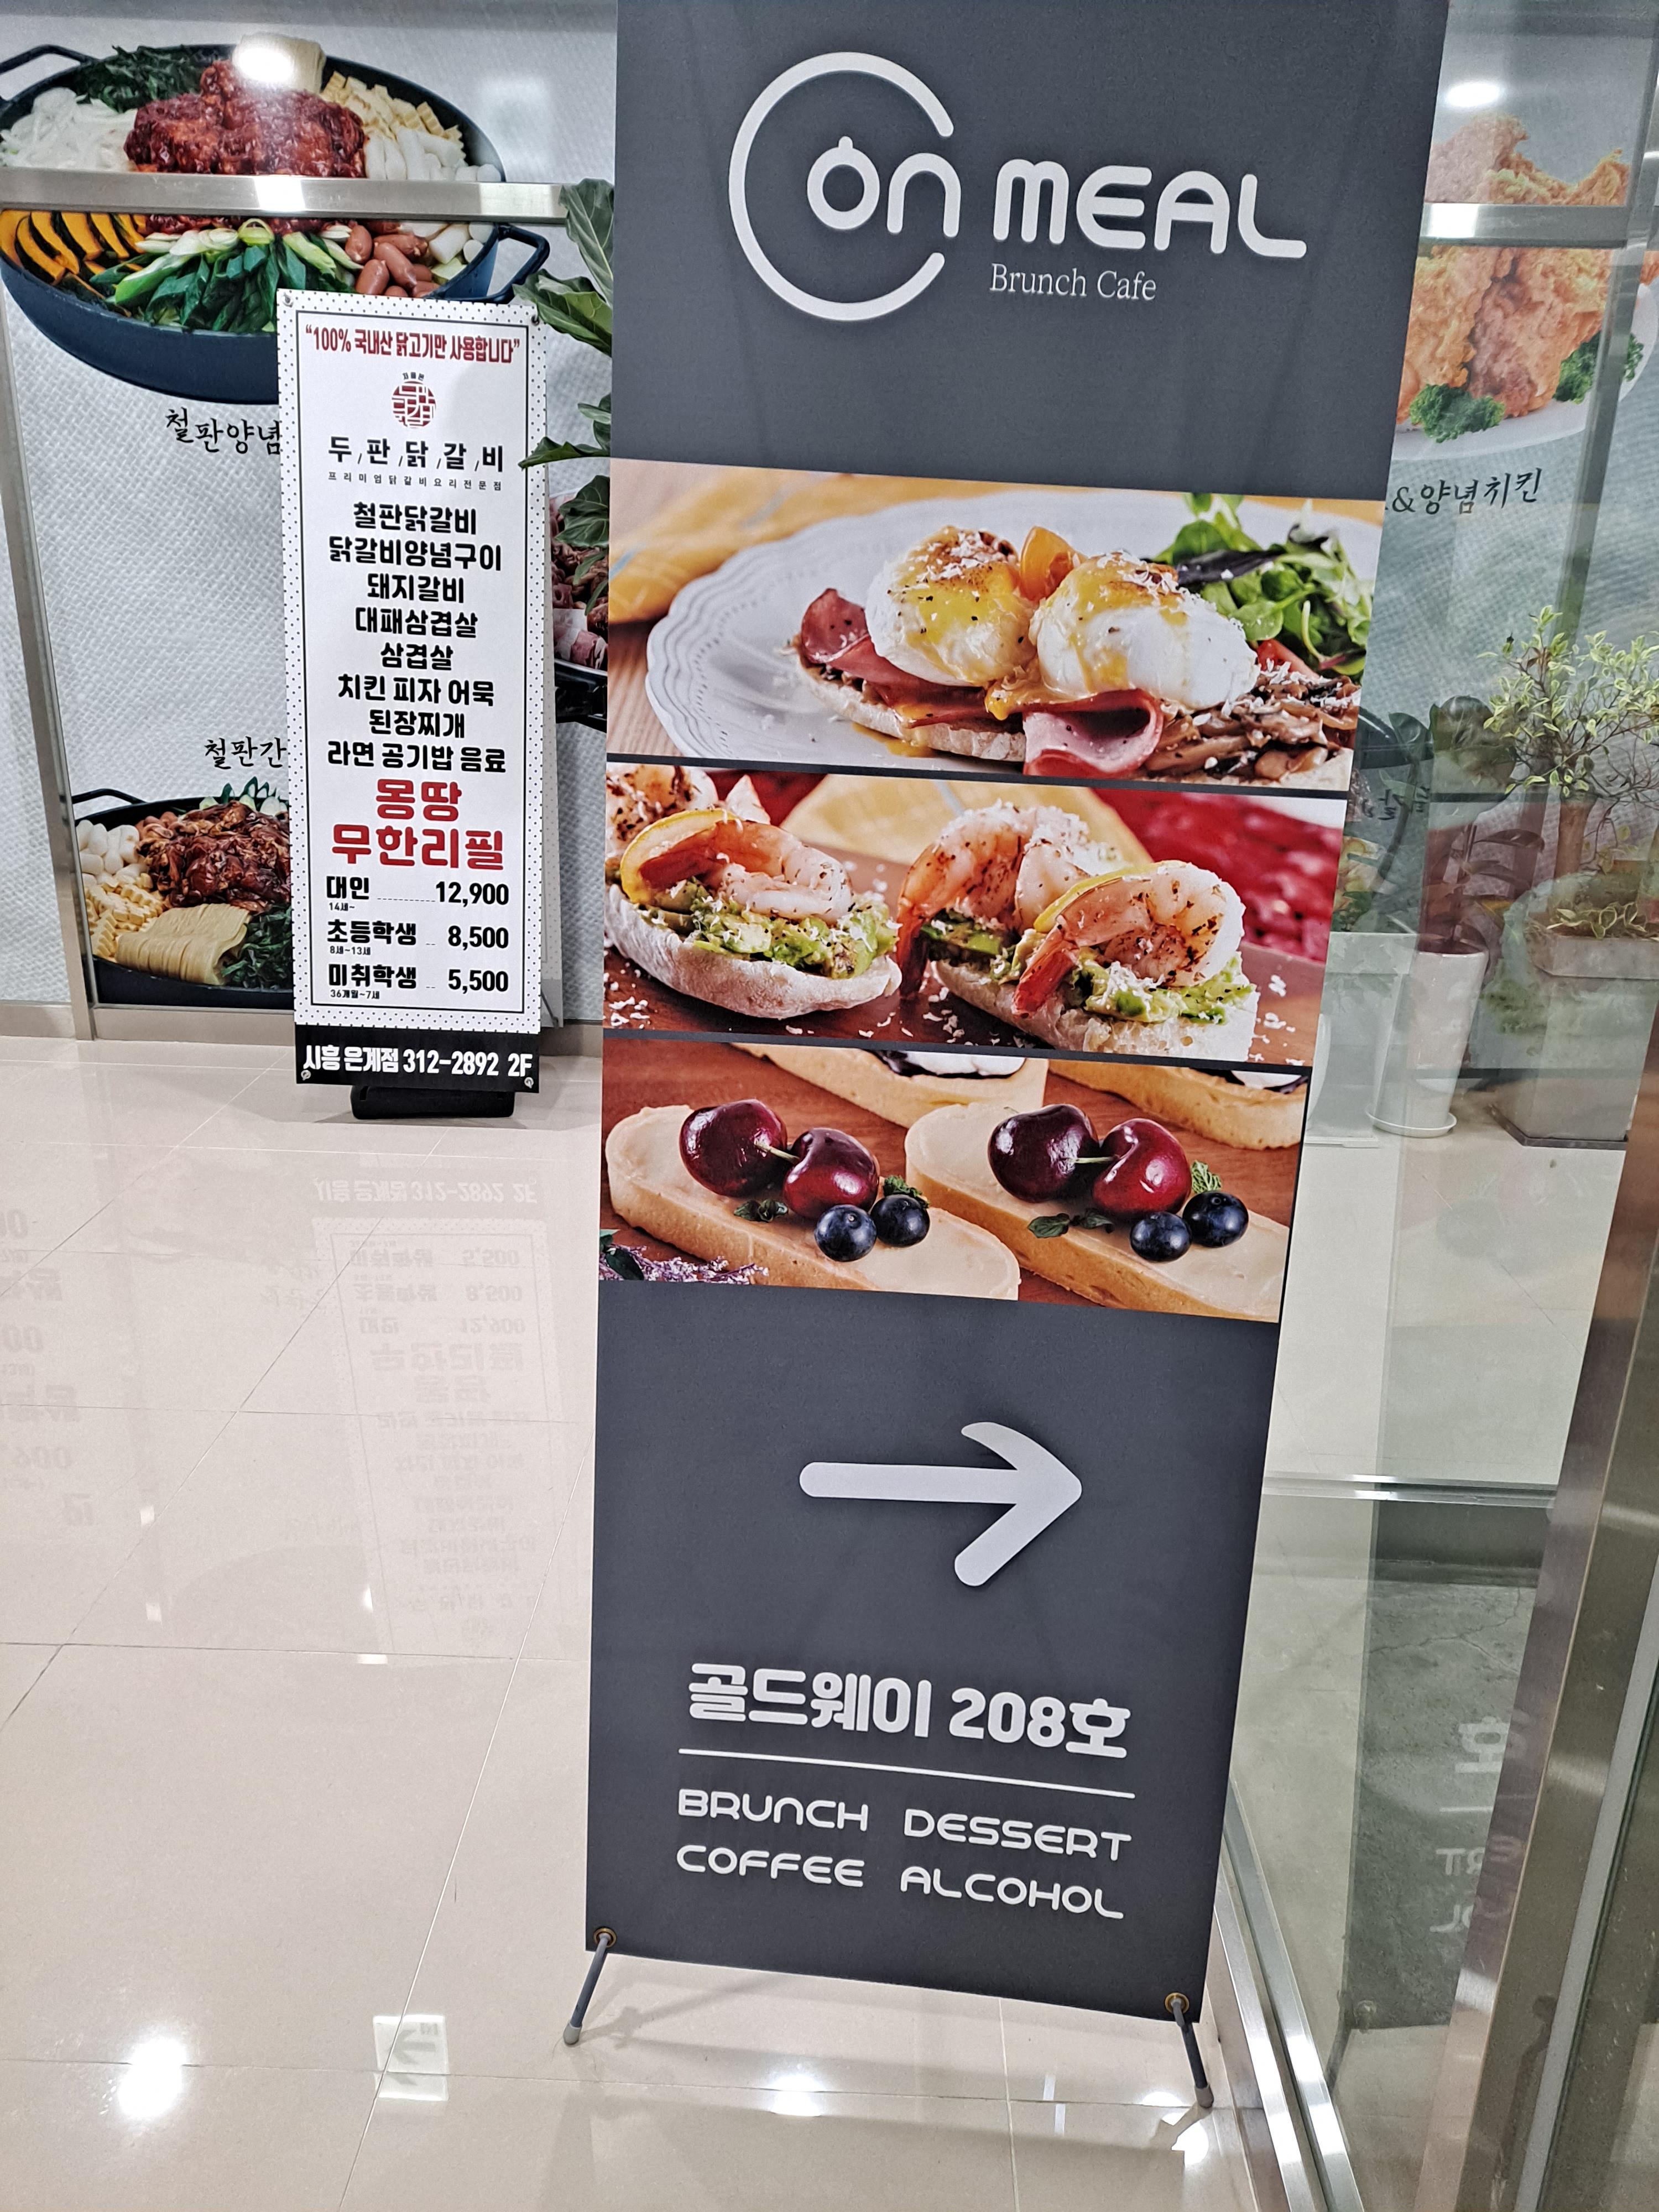 On MEAL
Brunch Cafe
골드웨이 208호
BRUNCH DESSERT
COFFEE ALCOHOL
"100% 국내산 닭고기만 사용합니다"
두,판,닭,갈,비
프리미엄닭갈비요리전문점
철판닭갈비
닭갈비양념구이
돼지갈비
대패삼겹살
삼겹살
치킨 피자 어묵
된장찌개
라면 공기밥 음료
몽땅
무한리필
대인 12,900
14세~
초등학생 8,500
8세~13세
미취학생 5,500
36개월~7세
시흥 은계점 312-2892 2F
철판양념
철판간
&양념치킨